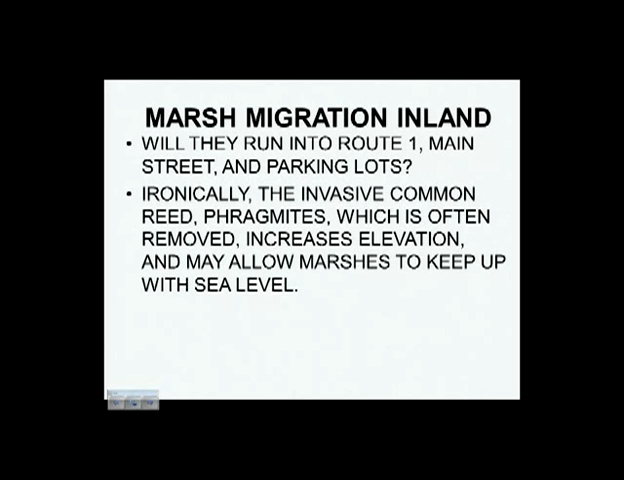 MARSH MIGRATION INLAND
• WILL THEY RUN INTO ROUTE 1, MAIN
STREET, AND PARKING LOTS?
• IRONICALLY, THE INVASIVE COMMON
REED, PHRAGMITES, WHICH IS OFTEN
REMOVED, INCREASES ELEVATION,
AND MAY ALLOW MARSHES TO KEEP UP
WITH SEA LEVEL.